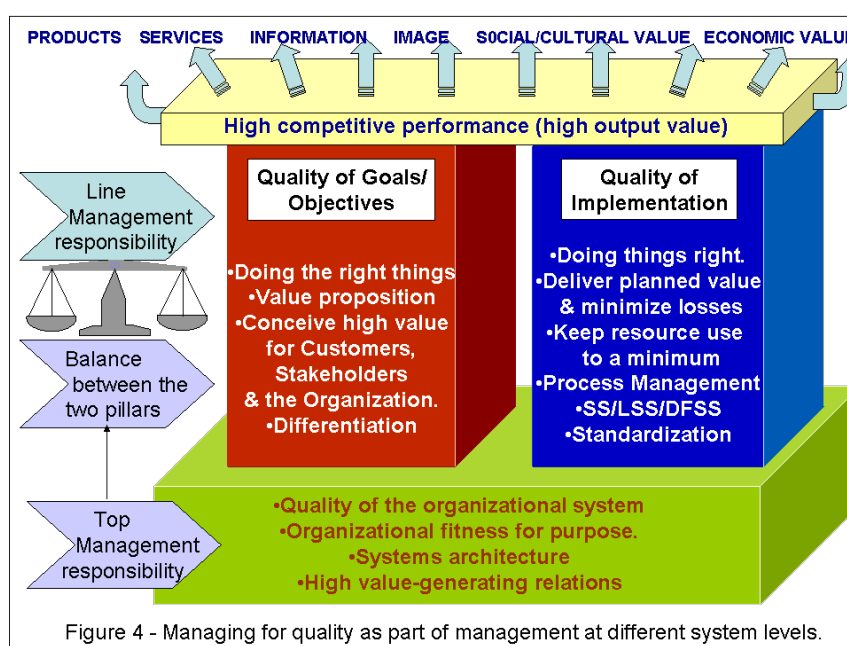 PRODUCTS SERVICES INFORMATION IMAGE S0CIAL/CULTURAL VALUE ECONOMIC VALUE
High competitive performance (high output value)
Line
Management
responsibility
Quality of Goals/
Objectives
•Doing the right things
•Value proposition
•Conceive high value
for Customers,
Stakeholders
& the Organization.
•Differentiation
Quality of
Implementation
•Doing things right.
•Deliver planned value
& minimize losses
•Keep resource use
to a minimum
•Process Management
•SS/LSS/DFSS
•Standardization
Balance
between the
two pillars
Top
Management
responsibility
•Quality of the organizational system
•Organizational fitness for purpose.
•Systems architecture
•High value-generating relations
Figure 4 - Managing for quality as part of management at different system levels.